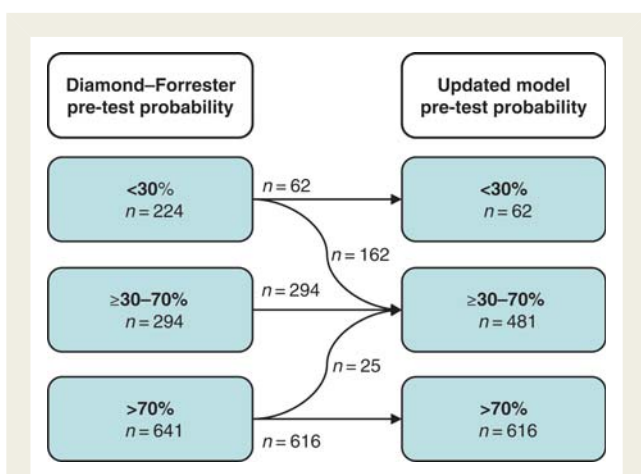 Diamond–Forrester
pre-test probability
Updated model
pre-test probability
<30%
n = 224
n = 62
<30%
n = 62
n = 162
≥30–70%
n = 294
n = 294
≥30–70%
n = 481
n = 25
>70%
n = 641
n = 616
>70%
n = 616